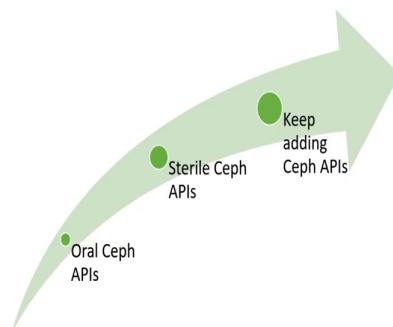 Keep
adding
Ceph APIs
Sterile Ceph
APIs
Oral Ceph
APIs